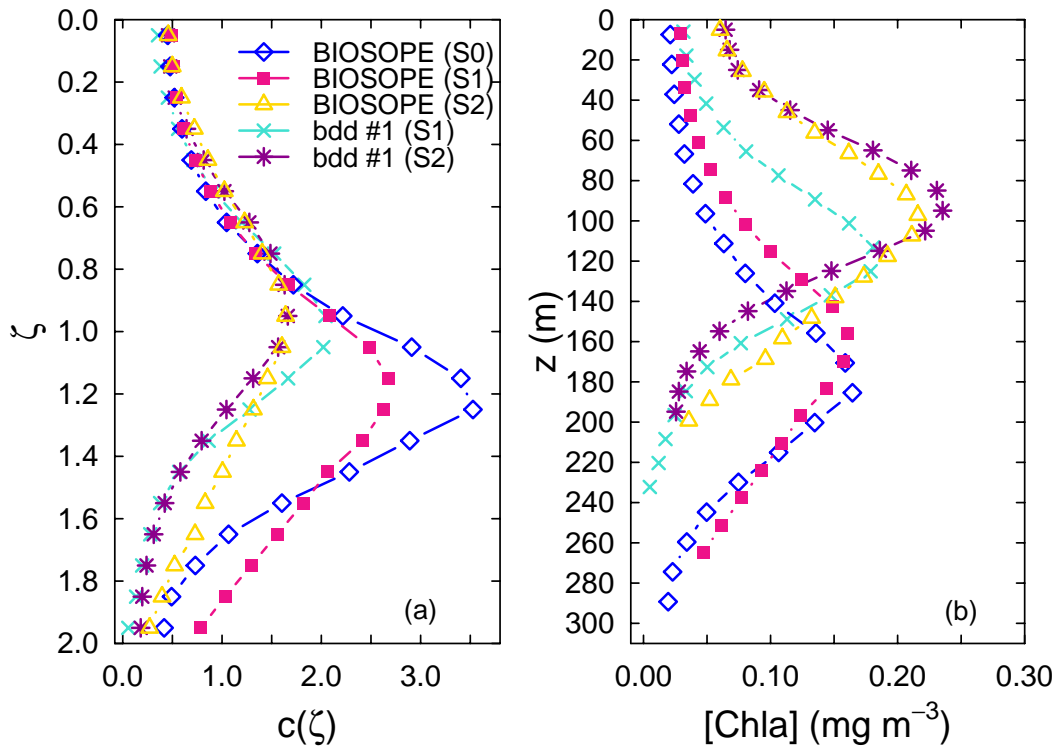 BIOSOPE (S0)
BIOSOPE (S1)
BIOSOPE (S2)
bdd #1 (S1)
bdd #1 (S2)
0.0
0.2
0.4
0.6
0.8
1.0
1.2
1.4
1.6
1.8
2.0
ζ
(a)
0.0 1.0 2.0 3.0
c(ζ)
0
20
40
60
80
100
120
140
160
180
200
220
240
260
280
300
z (m)
(b)
0.00 0.10 0.20 0.30
[Chla] (mg m⁻³)